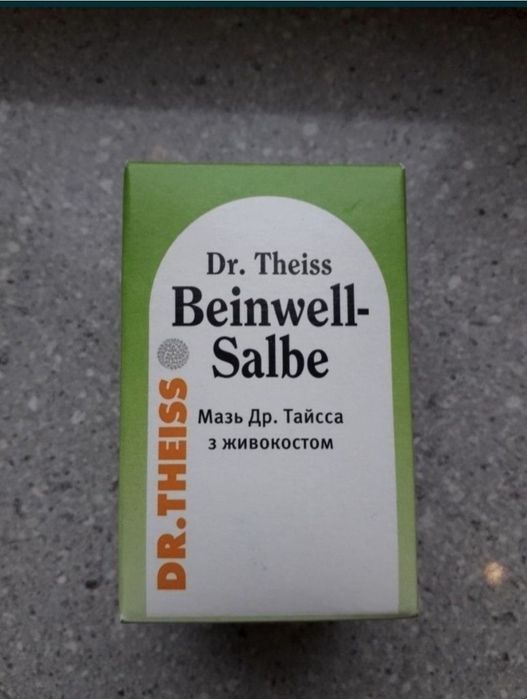 Dr. Theiss
Beinwell-
Salbe
Мазь Др. Тайсса
з живокостом
DR.THEISS